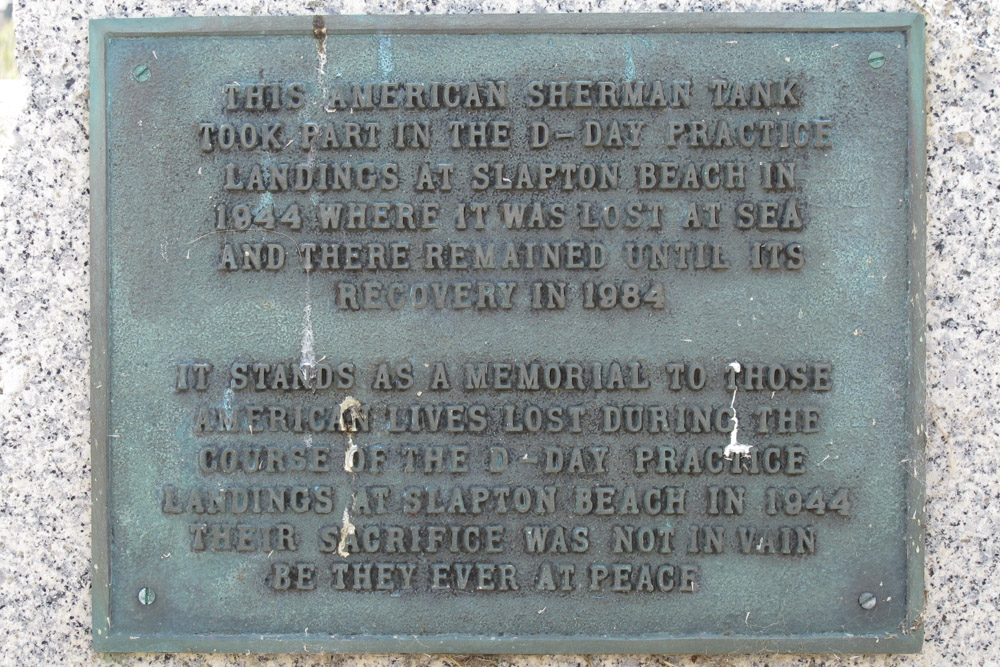 THIS AMERICAN SHERMAN TANK
TOOK PART IN THE D-DAY PRACTICE
LANDINGS AT SLAPTON BEACH IN
1944 WHERE IT WAS LOST AT SEA
AND THERE REMAINED UNTIL ITS
RECOVERY IN 1984
IT STANDS AS A MEMORIAL TO THOSE
AMERICAN LIVES LOST DURING THE
COURSE OF THE D-DAY PRACTICE
LANDINGS AT SLAPTON BEACH IN 1944
THEIR SACRIFICE WAS NOT IN VAIN
BE THEY EVER AT PEACE